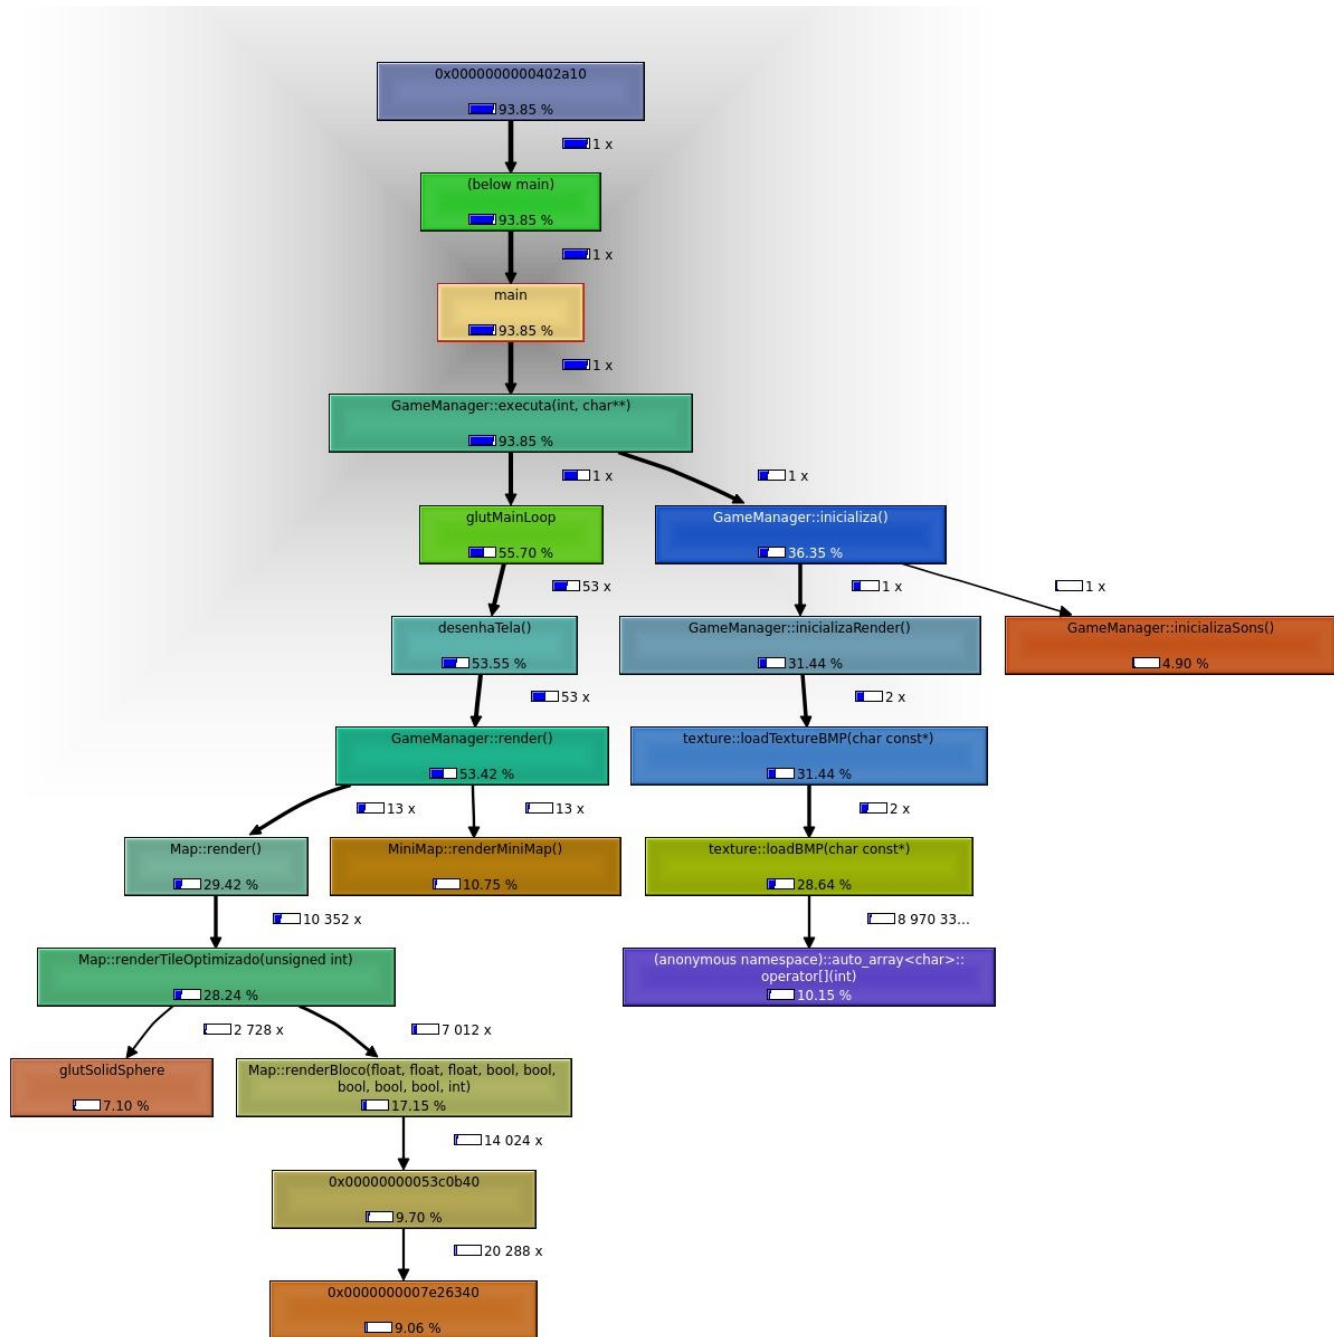 0x0000000000402a10
93.85 %
1 x
(below main)
93.85 %
1 x
main
93.85 %
1 x
GameManager::executa(int, char**)
93.85 %
1 x
1 x
glutMainLoop
55.70 %
GameManager::inicializa()
36.35 %
53 x
1 x
1 x
desenhaTela()
53.55 %
GameManager::inicializaRender()
31.44 %
GameManager::inicializaSons()
4.90 %
53 x
2 x
GameManager::render()
53.42 %
texture::loadTextureBMP(char const*)
31.44 %
13 x
13 x
2 x
Map::render()
29.42 %
MiniMap::renderMiniMap()
10.75 %
texture::loadBMP(char const*)
28.64 %
10 352 x
8 970 33...
Map::renderTileOptimizado(unsigned int)
28.24 %
(anonymous namespace)::auto_array<char>::
operator[](int)
10.15 %
2 728 x
7 012 x
glutSolidSphere
7.10 %
Map::renderBloco(float, float, float, bool, bool,
bool, bool, bool, int)
17.15 %
14 024 x
0x00000000053c0b40
9.70 %
20 288 x
0x0000000007e26340
9.06 %